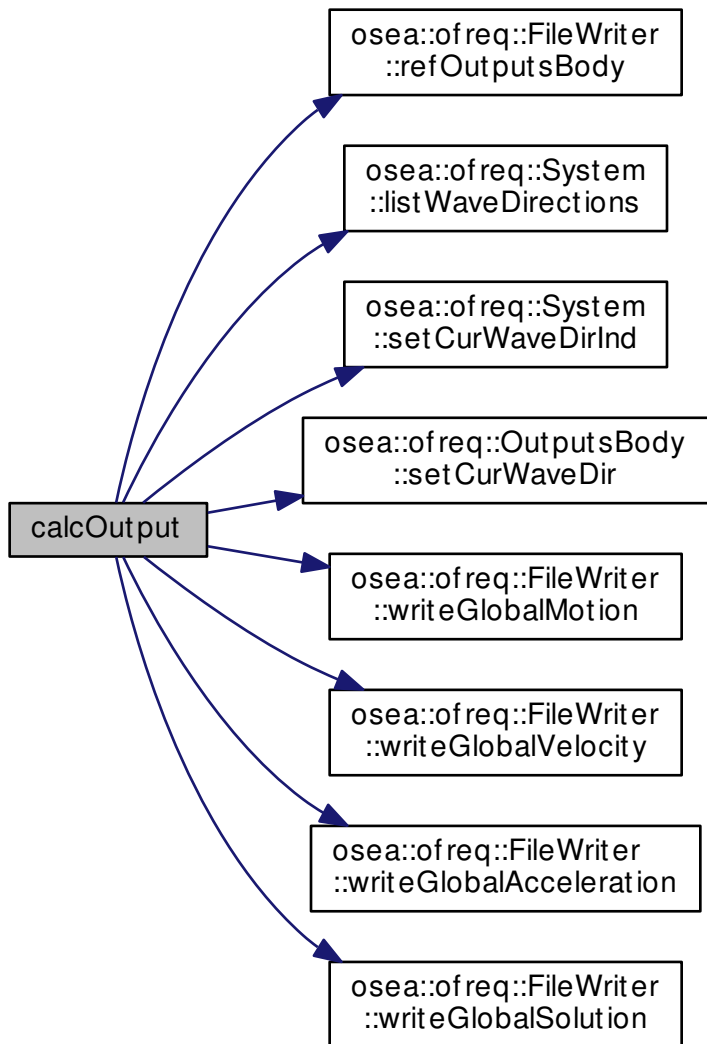 osea::ofreq::FileWriter
::refOutputsBody
osea::ofreq::System
::listWaveDirections
osea::ofreq::System
::setCurWaveDirInd
osea::ofreq::OutputsBody
::setCurWaveDir
calcOutput
osea::ofreq::FileWriter
::writeGlobalMotion
osea::ofreq::FileWriter
::writeGlobalVelocity
osea::ofreq::FileWriter
::writeGlobalAcceleration
osea::ofreq::FileWriter
::writeGlobalSolution